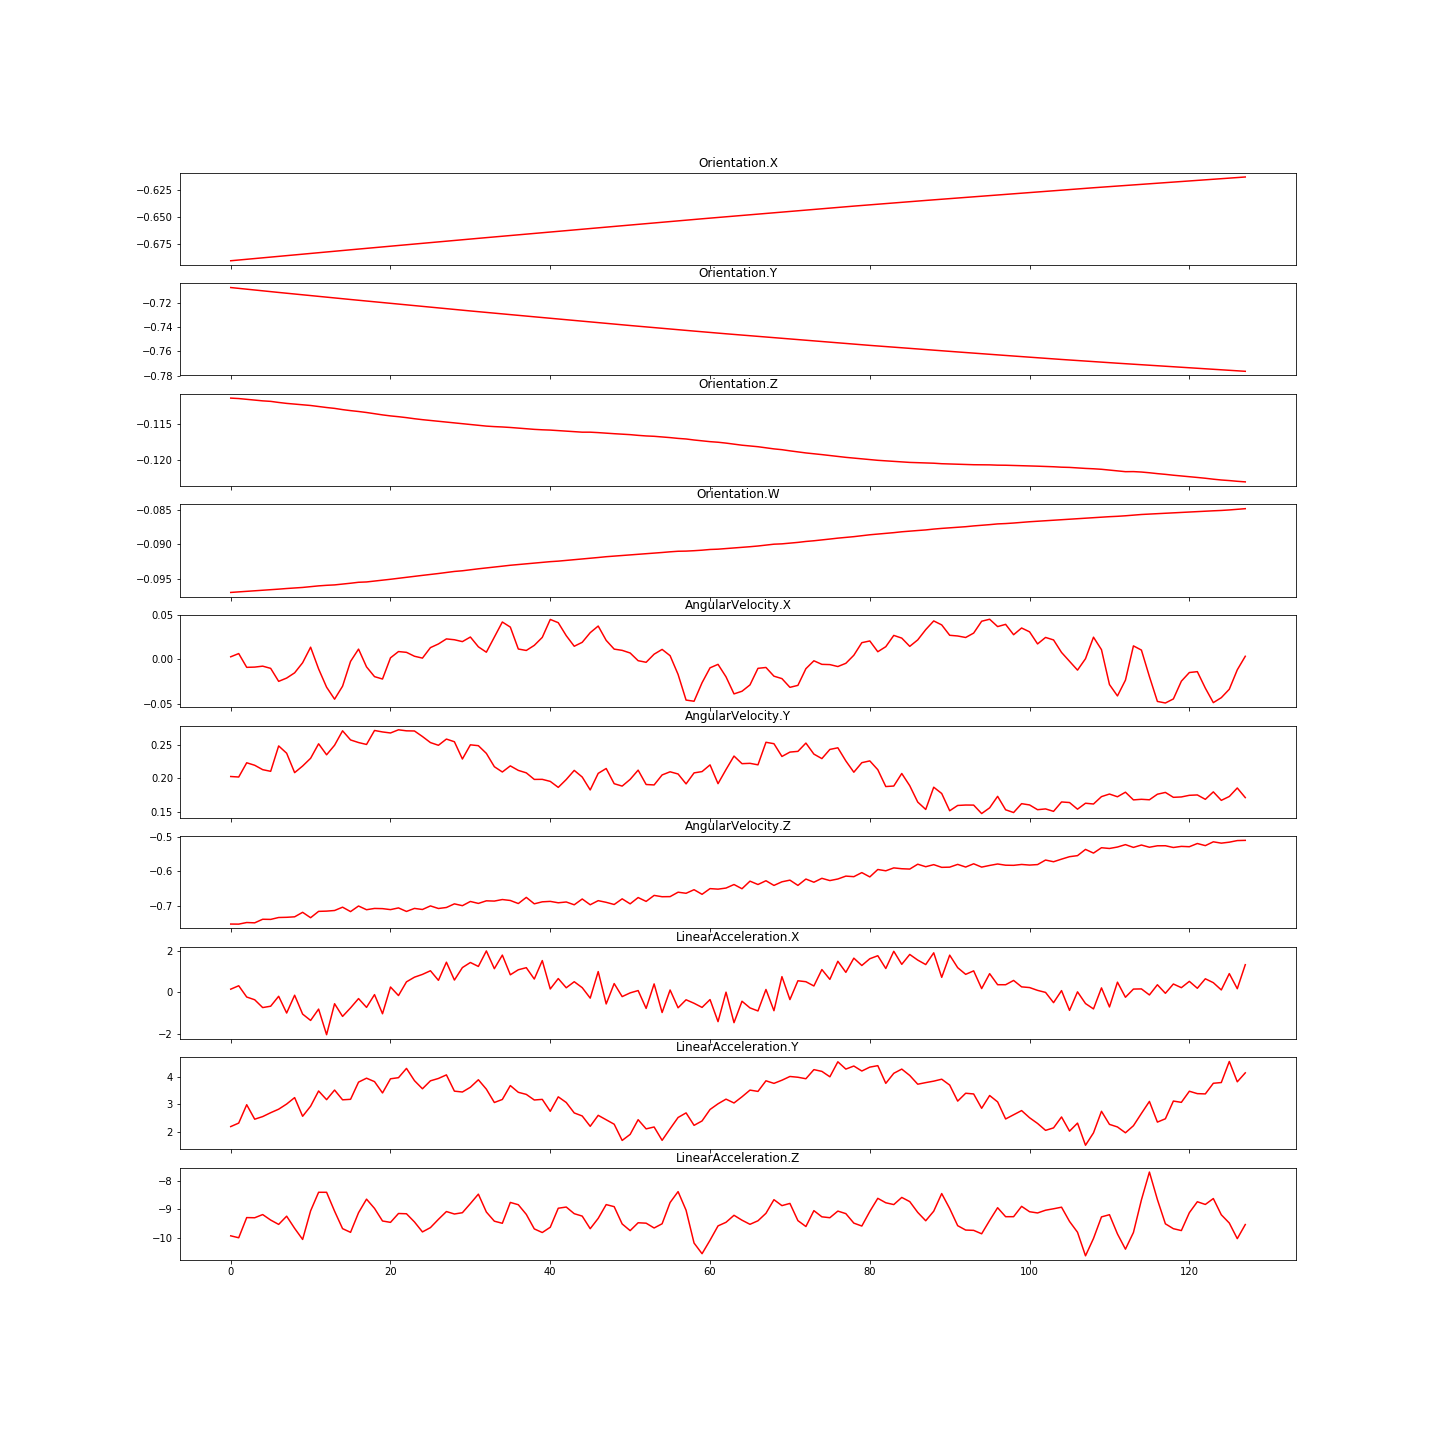 Orientation.X
−0.625
−0.650
−0.675
Orientation.Y
−0.72
−0.74
−0.76
−0.78
Orientation.Z
−0.115
−0.120
Orientation.W
−0.085
−0.090
−0.095
AngularVelocity.X
0.05
0.00
−0.05
AngularVelocity.Y
0.25
0.20
0.15
AngularVelocity.Z
−0.5
−0.6
−0.7
LinearAcceleration.X
2
0
−2
LinearAcceleration.Y
4
3
2
LinearAcceleration.Z
−8
−9
−10
0 20 40 60 80 100 120